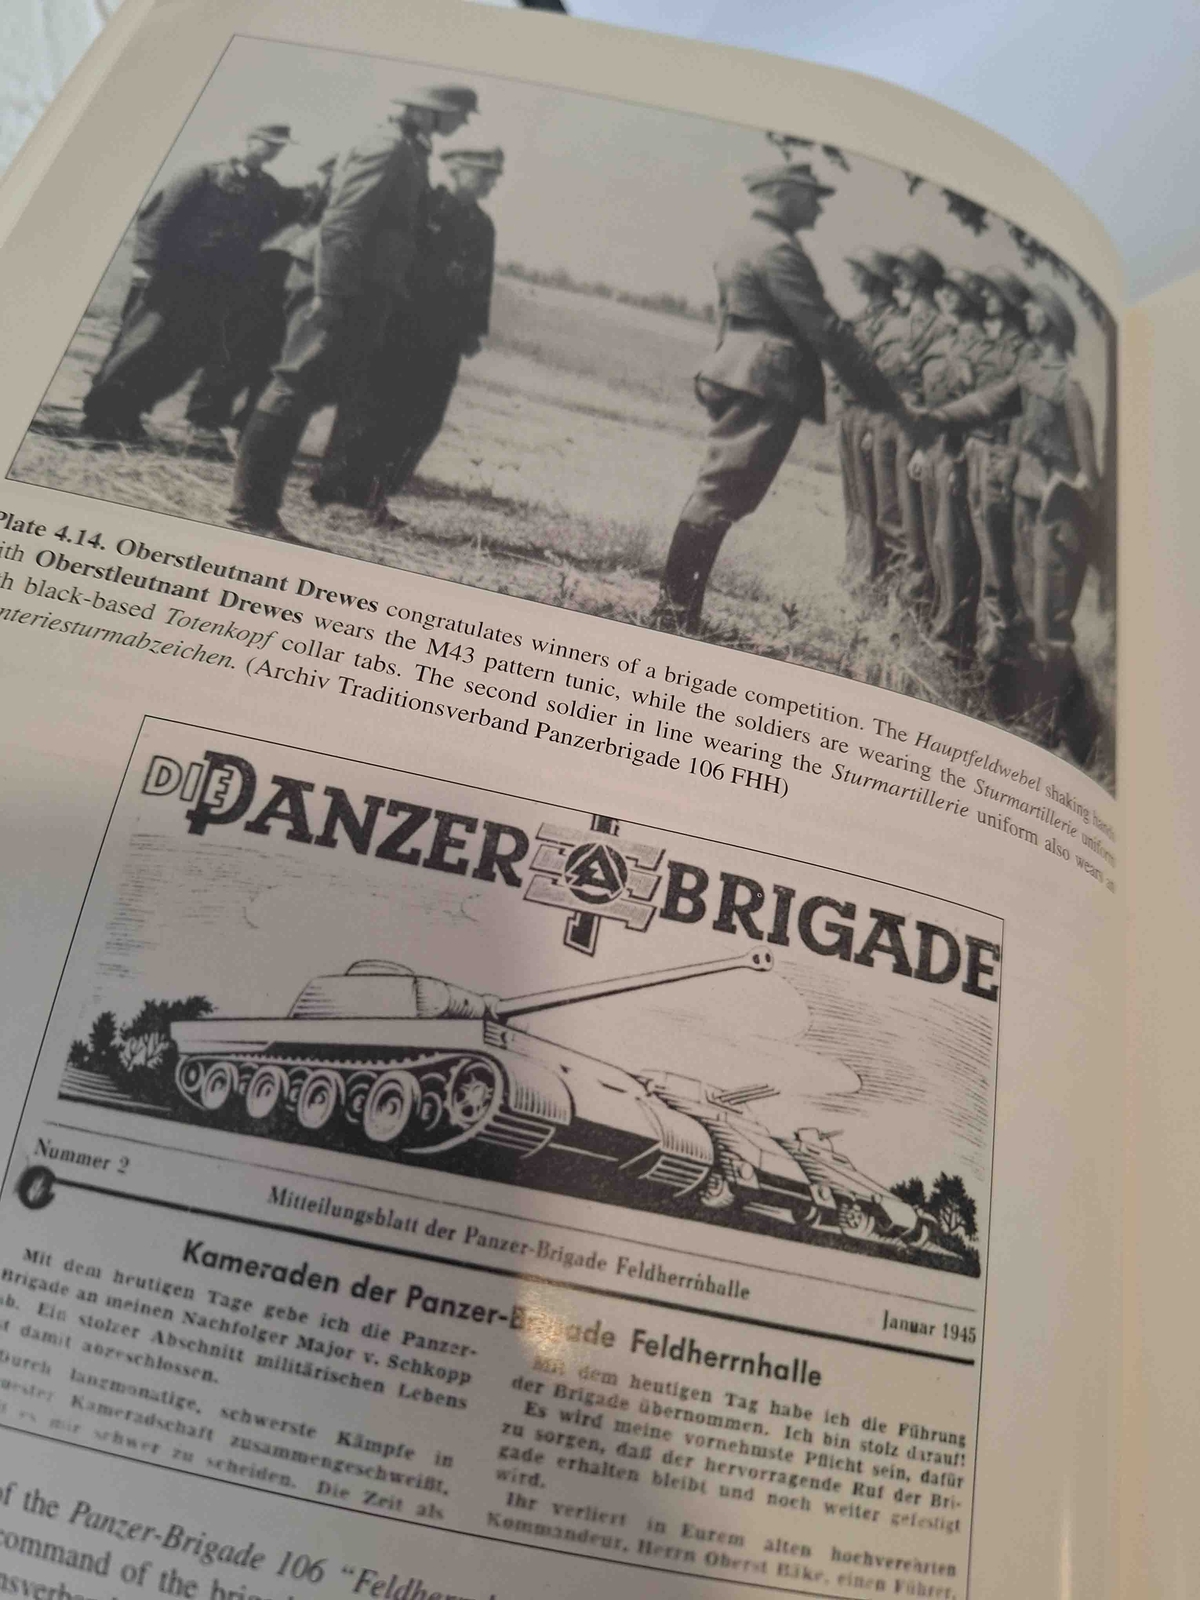 Plate 4.14. Oberstleutnant Drewes congratulates winners of a brigade competition. The Hauptfeldwebel shaking hands
with Oberstleutnant Drewes wears the M43 pattern tunic, while the soldiers are wearing the Sturmartillerie uniform
black-based Totenkopf collar tabs. The second soldier in line wearing the Sturmartillerie uniform also wears an
(Archiv Traditionsverband Panzerbrigade 106 FHH)
DIE PANZER BRIGADE
Nummer 2
Mitteilungsblatt der Panzer-Brigade Feldherrnhalle
Januar 1945
Kameraden der Panzer-Brigade Feldherrnhalle
Mit dem heutigen Tage gebe ich die Panzer-
Brigade an meinen Nachfolger Major v. Schkopp
ab. Ein stolzer Abschnitt militärischen Lebens
damit abgeschlossen.
Durch langmonatige, schwerste Kämpfe in
Kameradschaft zusammengeschweißt,
es mir schwer zu scheiden. Die Zeit als
Mit dem heutigen Tag habe ich die Führung
der Brigade übernommen. Ich bin stolz darauf!
Es wird meine vornehmste Pflicht sein, dafür
zu sorgen, daß der hervorragende Ruf der Bri-
gade erhalten bleibt und noch weiter gefestigt
wird.
Ihr verliert in Eurem alten hochverehrten
Kommandeur, Herrn Oberst Bäke, einen Führer,
of the Panzer-Brigade 106
command of the